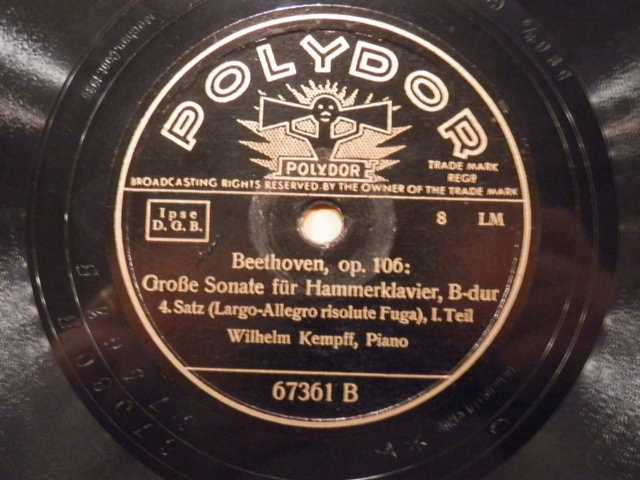 POLYDOR
POLYDOR
TRADE MARK
REGD
BROADCASTING RIGHTS RESERVED BY THE OWNER OF THE TRADE MARK
Ipse
D. G. B.
8 LM
Beethoven, op. 106:
Große Sonate für Hammerklavier, B-dur
4. Satz (Largo-Allegro risolute Fuga), I. Teil
Wilhelm Kempff, Piano
67361 B